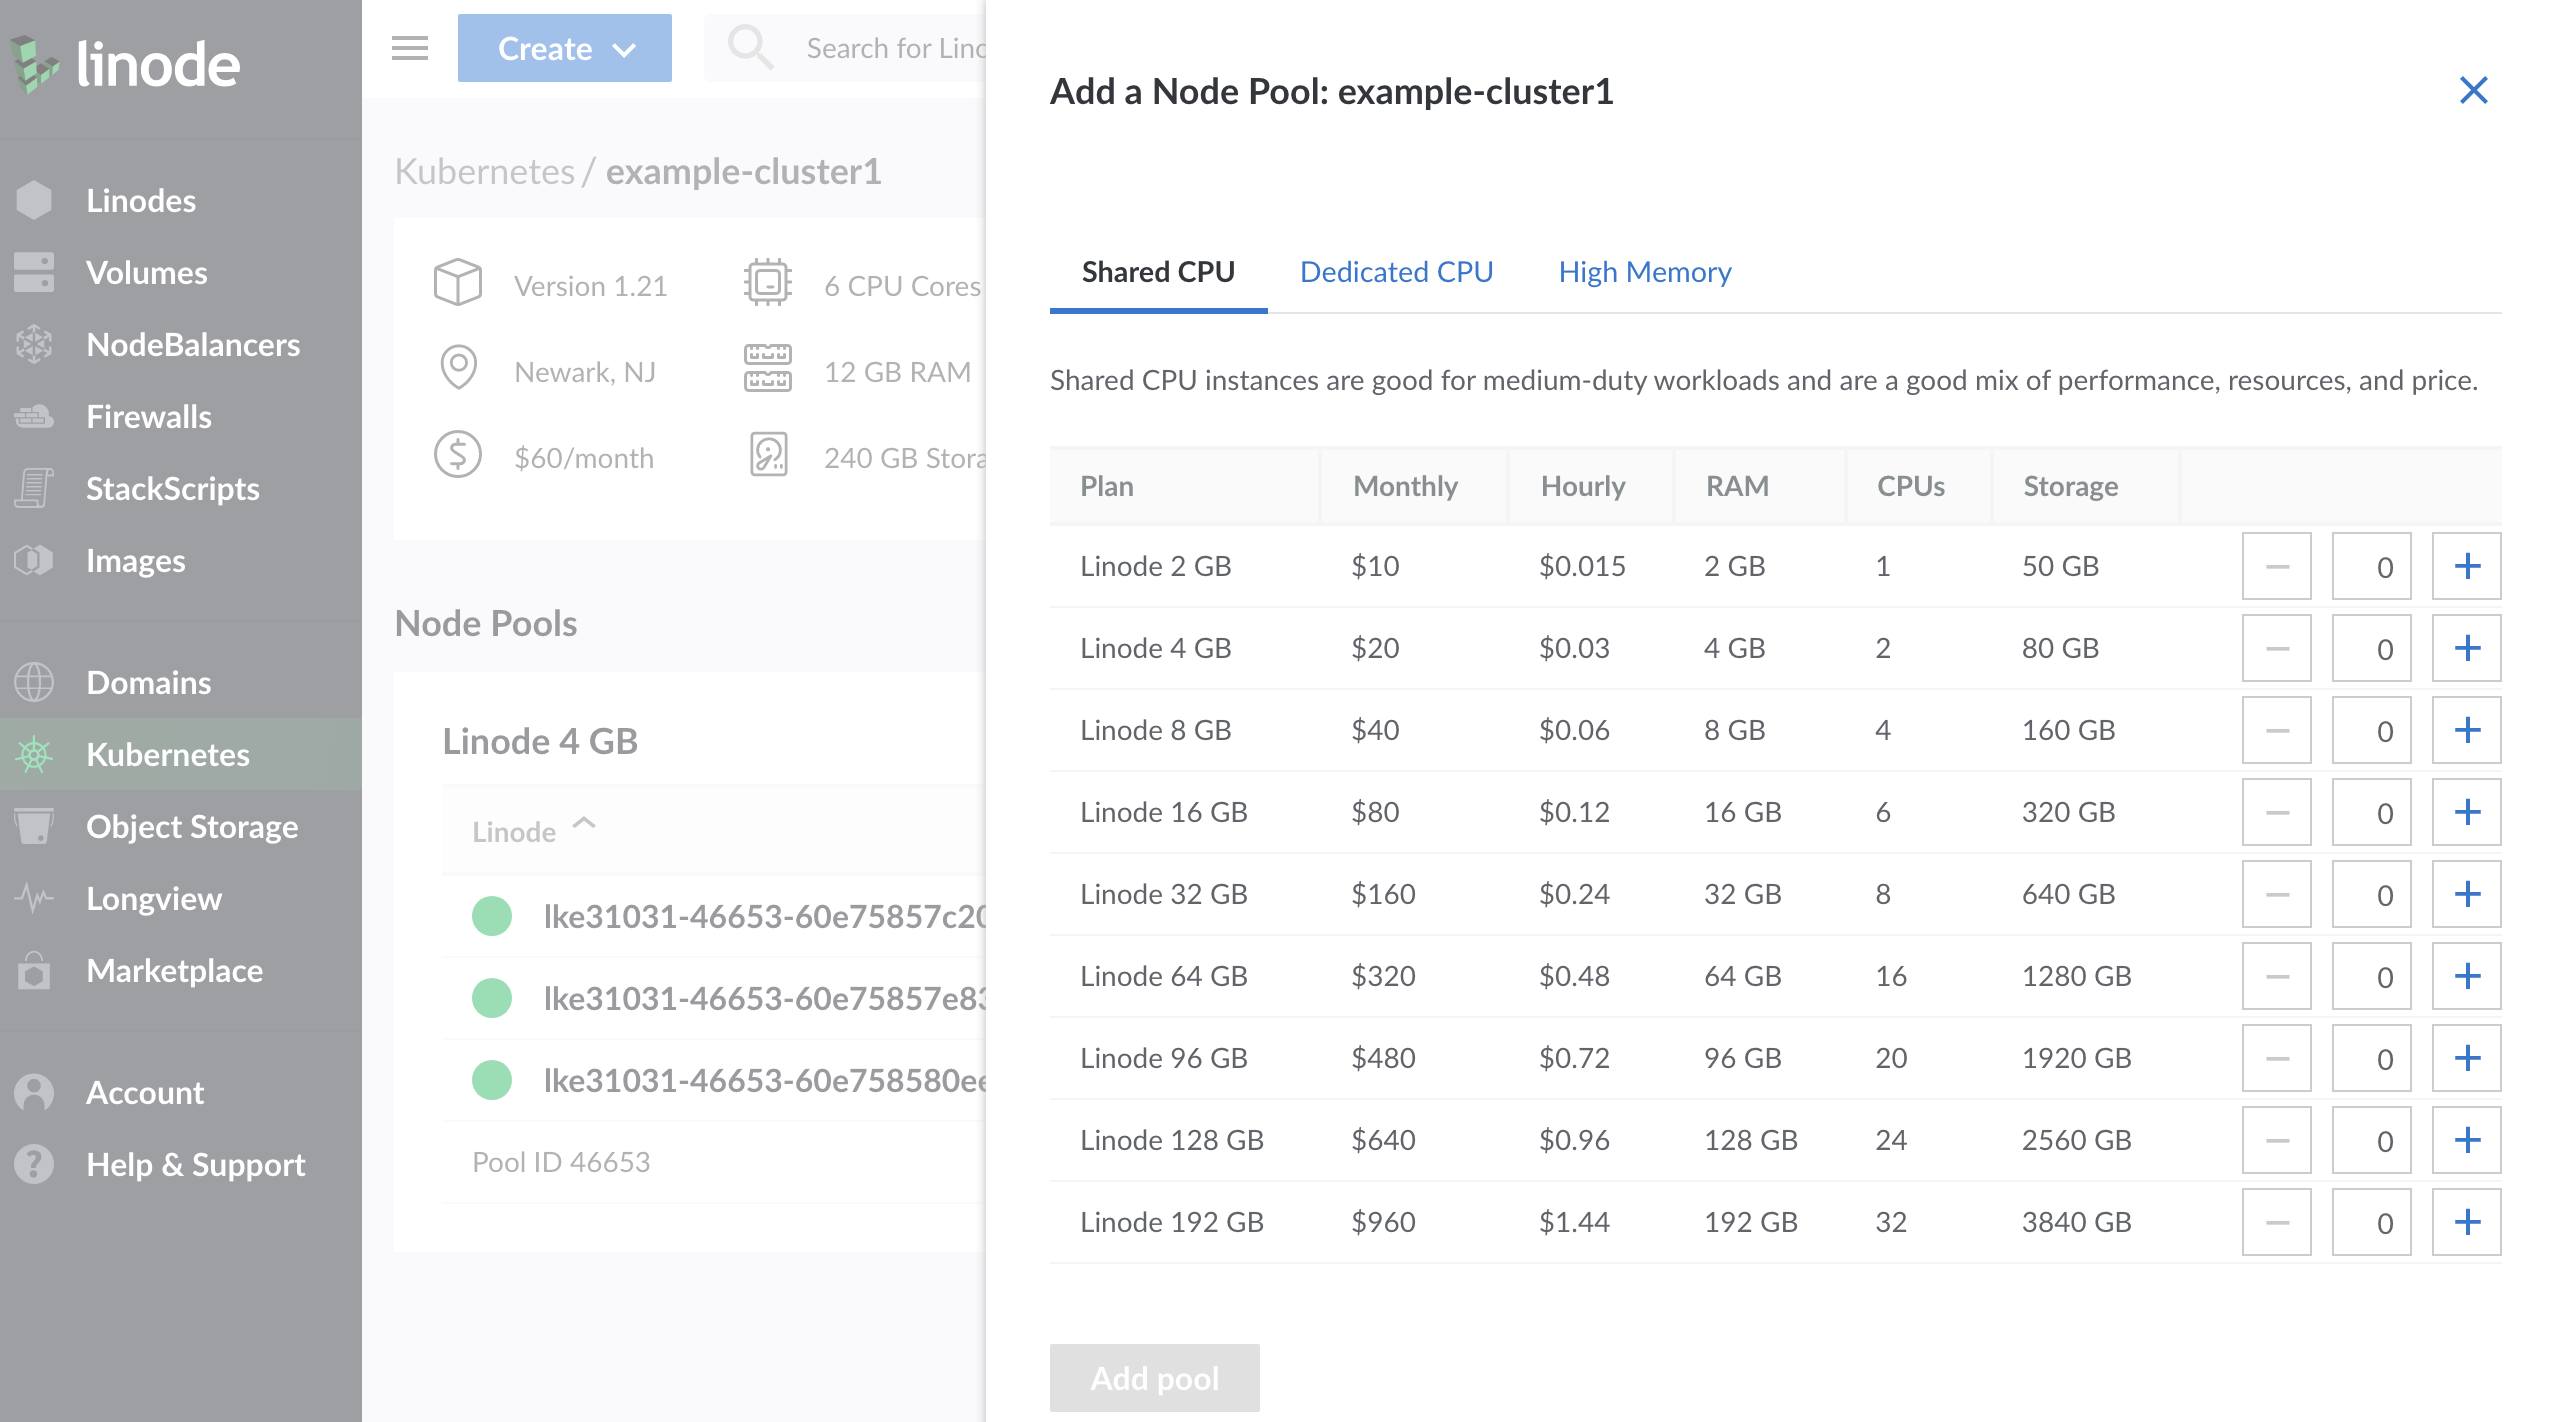 linode
Linodes
Volumes
NodeBalancers
Firewalls
StackScripts
Images
Domains
Kubernetes
Object Storage
Longview
Marketplace
Account
Help & Support
Create
Search for Linc
Kubernetes / example-cluster1
Version 1.21
6 CPU Cores
Newark, NJ
12 GB RAM
$60/month
240 GB Stora
Node Pools
Linode 4 GB
Linode
lke31031-46653-60e75857c20
lke31031-46653-60e75857e83
lke31031-46653-60e758580ee
Pool ID 46653
Add a Node Pool: example-cluster1
Shared CPU Dedicated CPU High Memory
Shared CPU instances are good for medium-duty workloads and are a good mix of performance, resources, and price.
Plan Monthly Hourly RAM CPUs Storage
Linode 2 GB $10 $0.015 2 GB 1 50 GB 0
Linode 4 GB $20 $0.03 4 GB 2 80 GB 0
Linode 8 GB $40 $0.06 8 GB 4 160 GB 0
Linode 16 GB $80 $0.12 16 GB 6 320 GB 0
Linode 32 GB $160 $0.24 32 GB 8 640 GB 0
Linode 64 GB $320 $0.48 64 GB 16 1280 GB 0
Linode 96 GB $480 $0.72 96 GB 20 1920 GB 0
Linode 128 GB $640 $0.96 128 GB 24 2560 GB 0
Linode 192 GB $960 $1.44 192 GB 32 3840 GB 0
Add pool